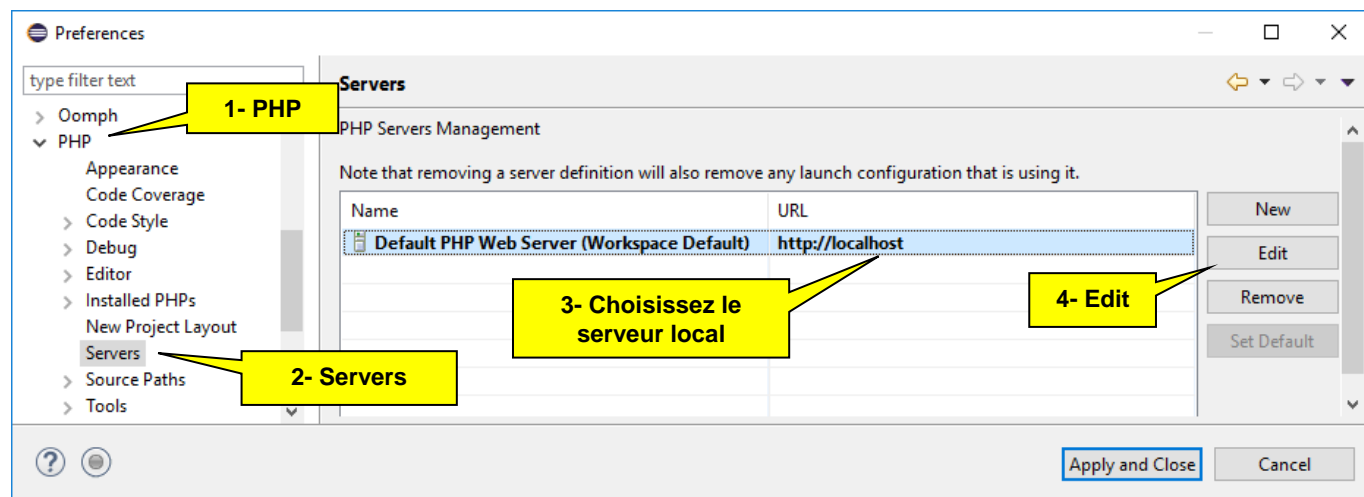 Preferences
type filter text
Servers
1- PHP
Oomph
PHP
Appearance
Code Coverage
Code Style
Debug
Editor
Installed PHPs
New Project Layout
Servers
Source Paths
Tools
2- Servers
PHP Servers Management
Note that removing a server definition will also remove any launch configuration that is using it.
Name URL
Default PHP Web Server (Workspace Default) http://localhost
3- Choisissez le
serveur local
4- Edit
New
Edit
Remove
Set Default
Apply and Close Cancel